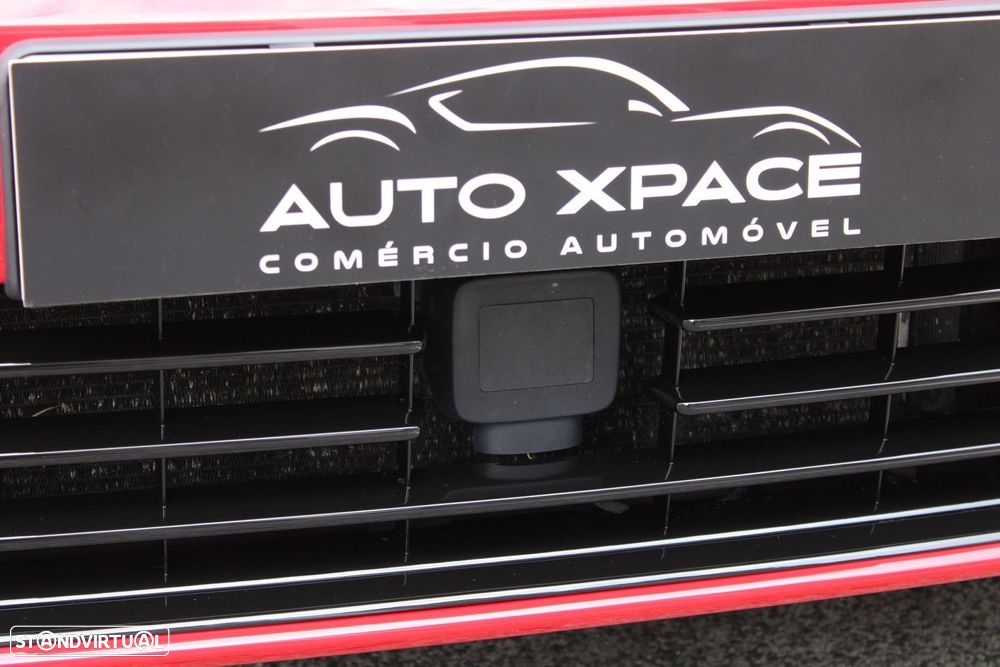 AUTO XPACE
COMÉRCIO AUTOMÓVEL
STANDVIRTUAL